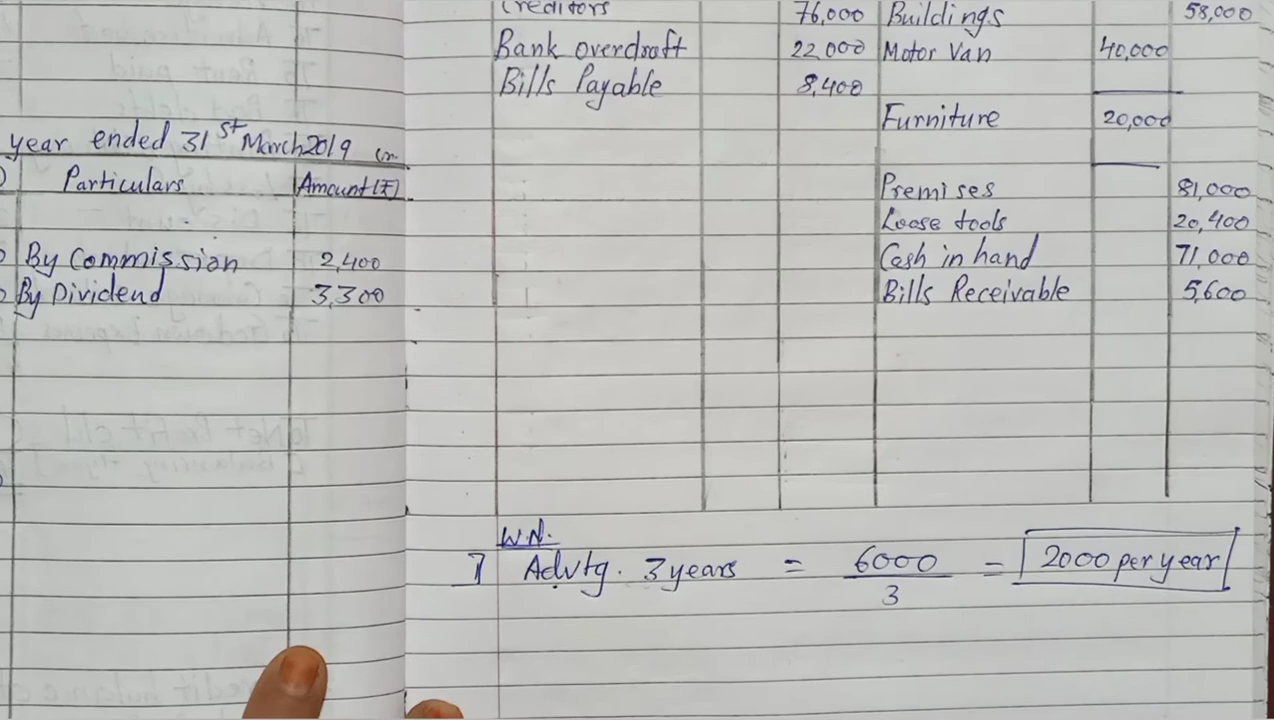 year ended 31st March 2019
Particulars Amount (₹)
By Commission 2,400
By Dividend 3,300
Creditors 76,000 Buildings 58,000
Bank overdraft 22,000 Motor Van 40,000
Bills Payable 8,400
Furniture 20,000
Premises 81,000
Loose tools 20,400
Cash in hand 71,000
Bills Receivable 5,600
W.N.
1 Advtg. 3 years = 6000 / 3 = 2000 per year